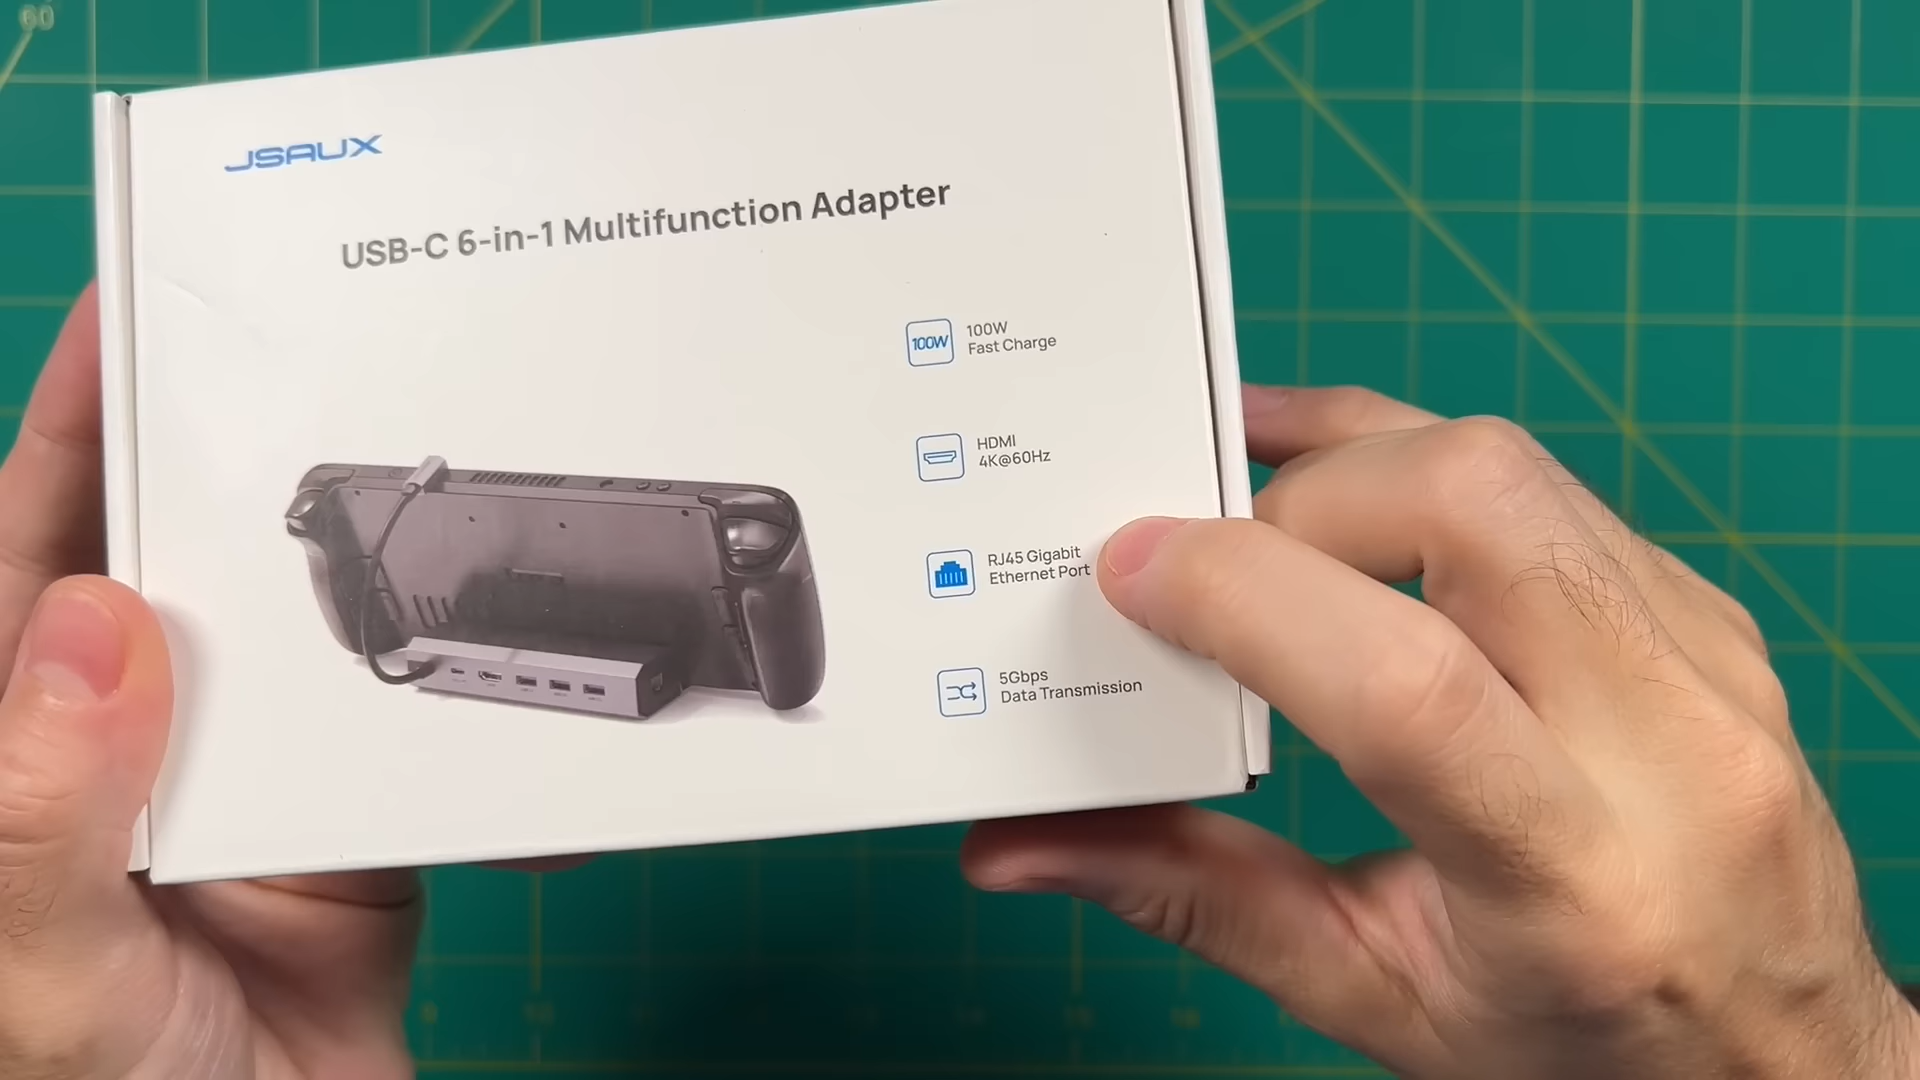 JSAUX
USB-C 6-in-1 Multifunction Adapter
100W
100W
Fast Charge
HDMI
4K@60Hz
RJ45 Gigabit
Ethernet Port
5Gbps
Data Transmission